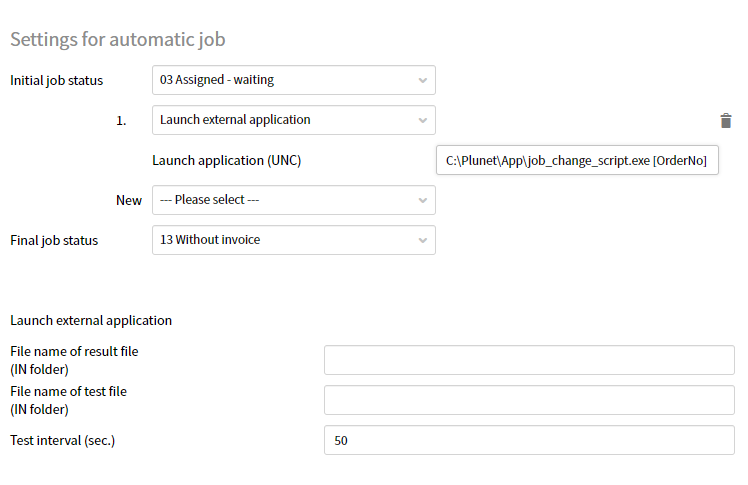 Settings for automatic job
Initial job status
03 Assigned - waiting
1.
Launch external application
Launch application (UNC)
C:\Plunet\App\job_change_script.exe [OrderNo]
New
--- Please select ---
Final job status
13 Without invoice
Launch external application
File name of result file
(IN folder)
File name of test file
(IN folder)
Test interval (sec.)
50